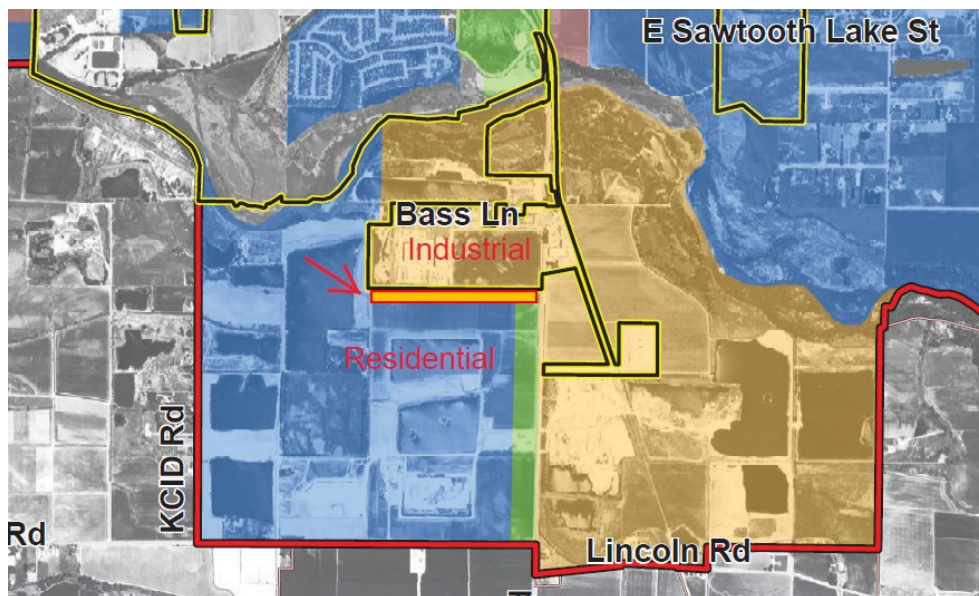 E Sawtooth Lake St
Bass Ln
Industrial
Residential
KCID Rd
Rd
Lincoln Rd